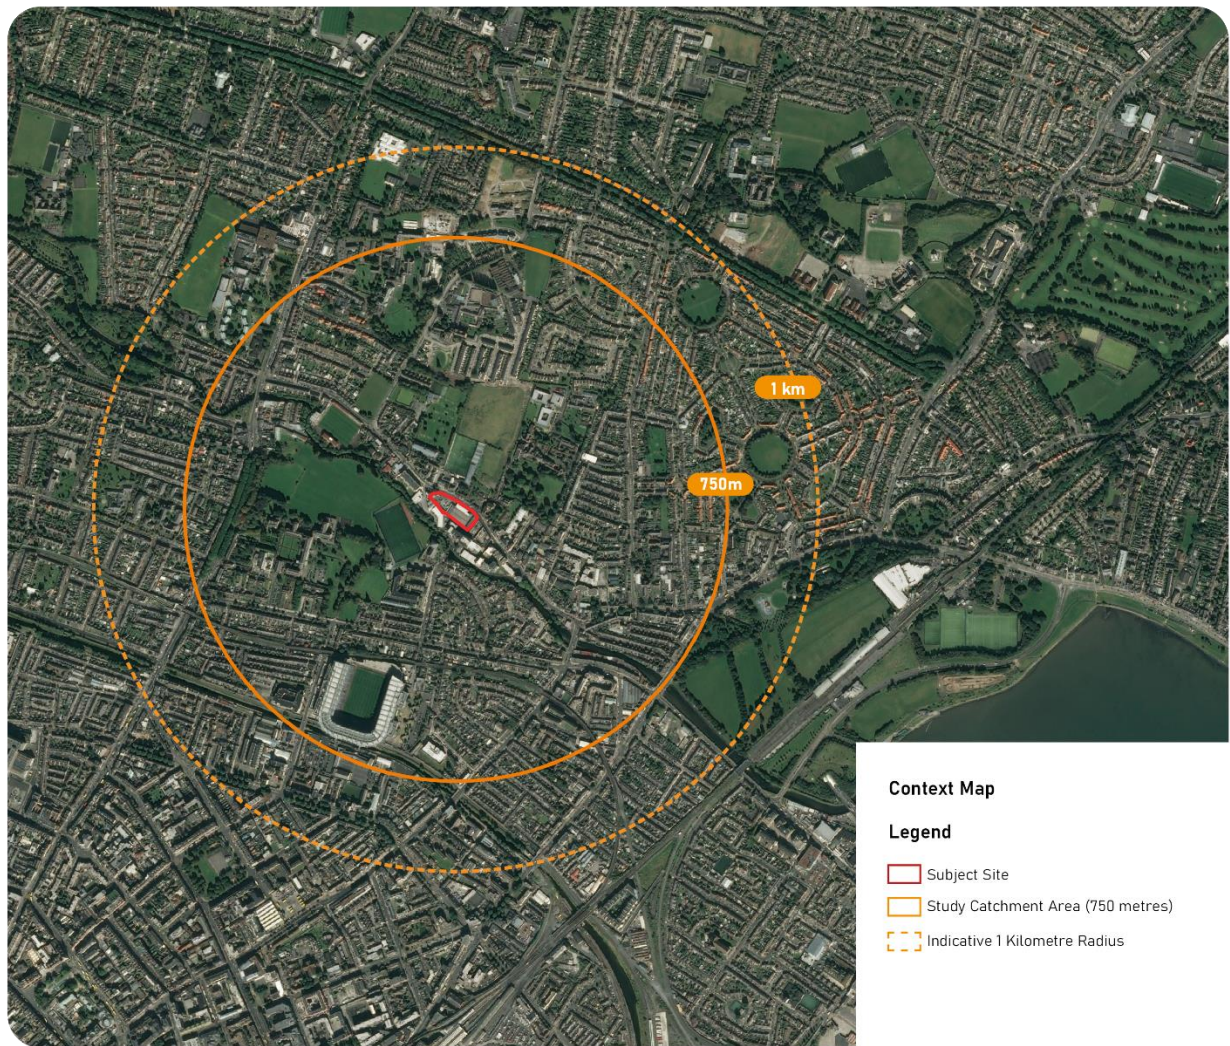 1 km
750m
Context Map
Legend
Subject Site
Study Catchment Area (750 metres)
Indicative 1 Kilometre Radius